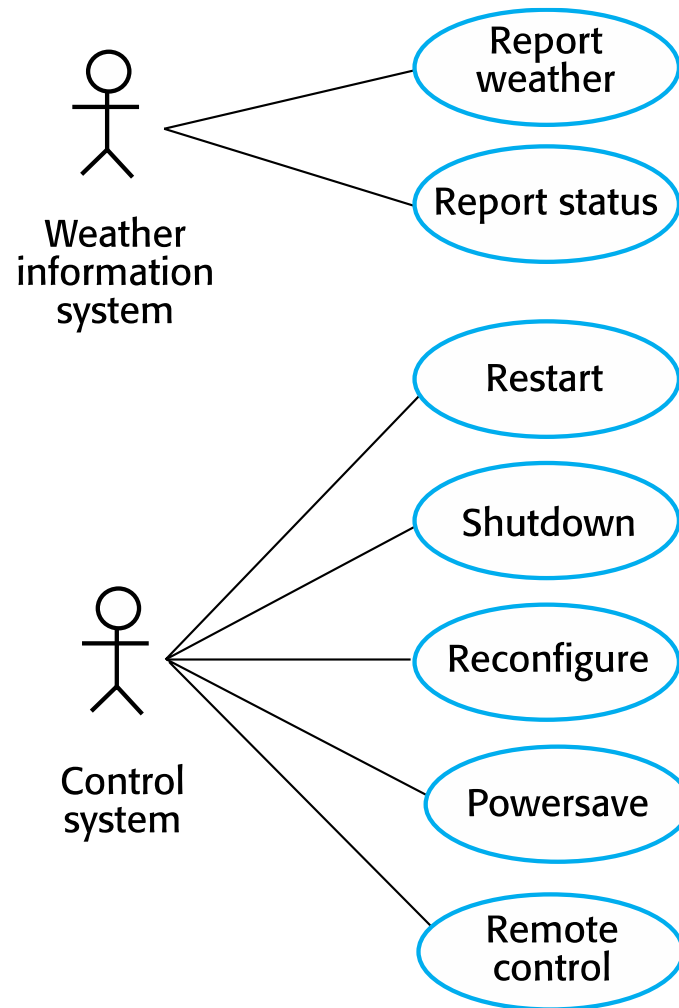 Report
weather
Report status
Weather
information
system
Restart
Shutdown
Reconfigure
Control
system
Powersave
Remote
control